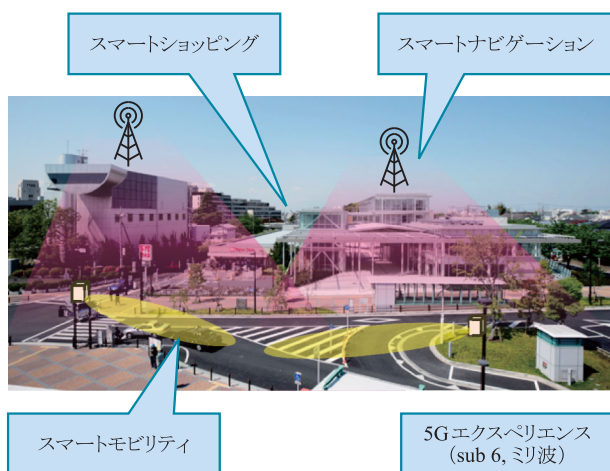 スマートショッピング
スマートナビゲーション
スマートモビリティ
5Gエクスペリエンス
(sub 6, ミリ波)